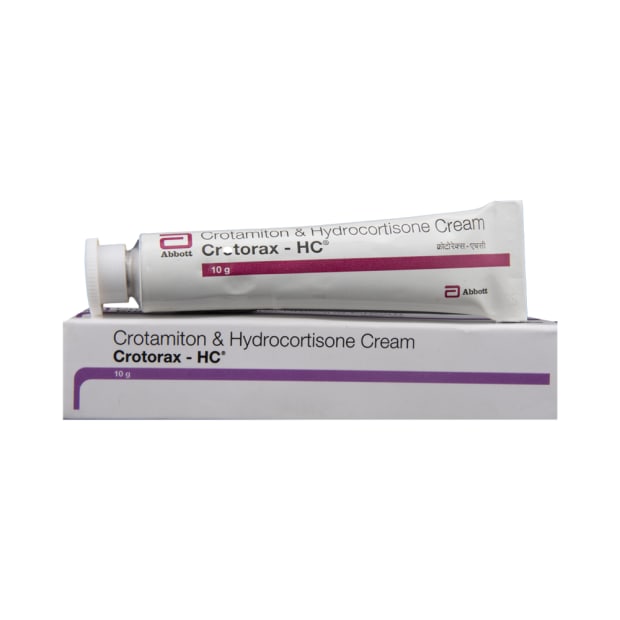 Crotamiton & Hydrocortisone Cream
Crotorax - HC®
क्रोटोरेक्स-एचसी
Abbott
10 g
Abbott
Crotamiton & Hydrocortisone Cream
Crotorax - HC®
10 g